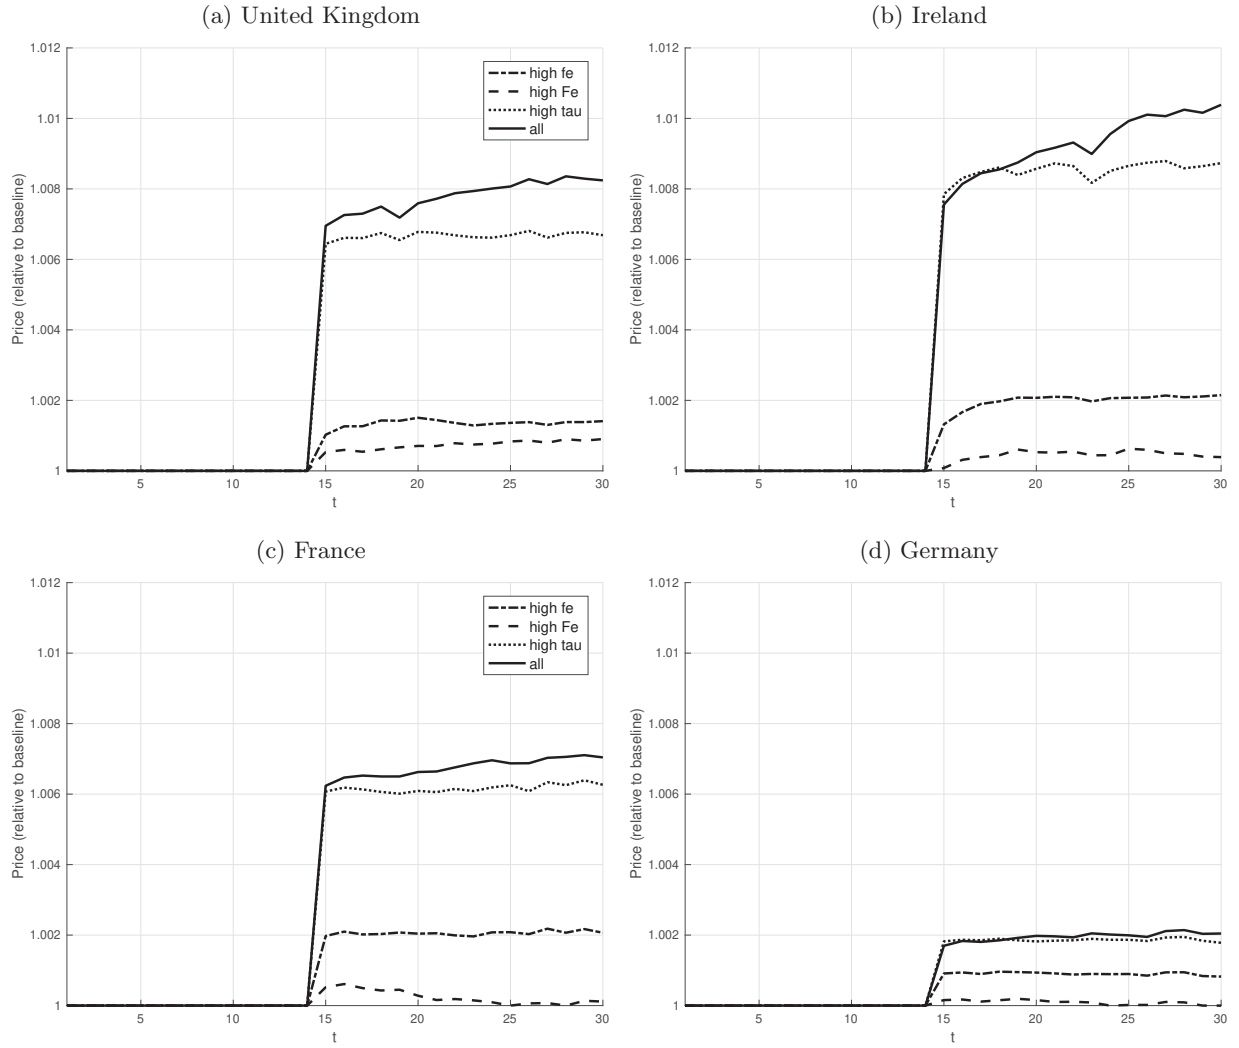 (a) United Kingdom
1.012
1.01
1.008
1.006
1.004
1.002
1
Price (relative to baseline)
5 10 15 20 25 30
t
high fe
high Fe
high tau
all
(b) Ireland
1.012
1.01
1.008
1.006
1.004
1.002
1
Price (relative to baseline)
5 10 15 20 25 30
t
(c) France
1.012
1.01
1.008
1.006
1.004
1.002
1
Price (relative to baseline)
5 10 15 20 25 30
t
high fe
high Fe
high tau
all
(d) Germany
1.012
1.01
1.008
1.006
1.004
1.002
1
Price (relative to baseline)
5 10 15 20 25 30
t